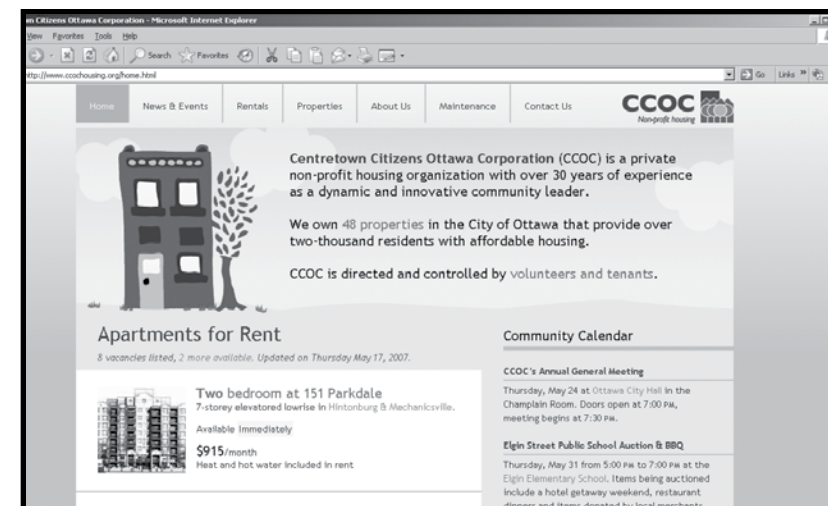 n Citizens Ottawa Corporation - Microsoft Internet Explorer
View Favorites Tools Help
Search Favorites
http://www.ccochousing.org/home.html
Go Links »
Home News & Events Rentals Properties About Us Maintenance Contact Us
CCOC
Non-profit housing
Centretown Citizens Ottawa Corporation (CCOC) is a private
non-profit housing organization with over 30 years of experience
as a dynamic and innovative community leader.
We own 48 properties in the City of Ottawa that provide over
two-thousand residents with affordable housing.
CCOC is directed and controlled by volunteers and tenants.
Apartments for Rent
8 vacancies listed, 2 more available. Updated on Thursday May 17, 2007.
Two bedroom at 151 Parkdale
7-storey elevatored lowrise in Hintonburg & Mechanicsville.
Available Immediately
$915/month
Heat and hot water included in rent
Community Calendar
CCOC's Annual General Meeting
Thursday, May 24 at Ottawa City Hall in the
Champlain Room. Doors open at 7:00 PM,
meeting begins at 7:30 PM.
Elgin Street Public School Auction & BBQ
Thursday, May 31 from 5:00 PM to 7:00 PM at the
Elgin Elementary School. Items being auctioned
include a hotel getaway weekend, restaurant
dinners and items donated by local merchants